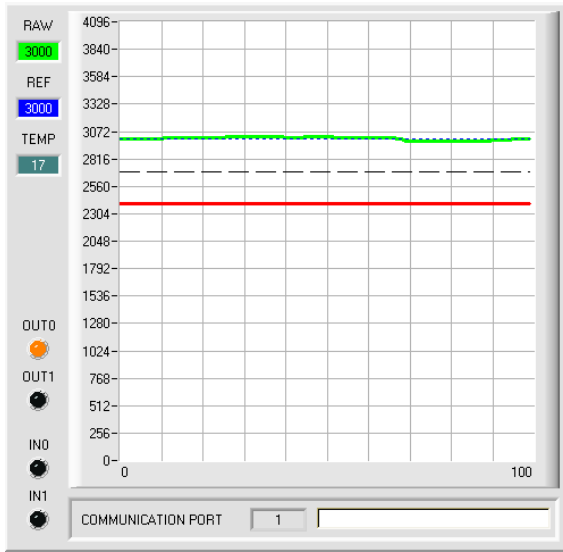 RAW
3000
REF
3000
TEMP
17
OUT0
OUT1
IN0
IN1
4096
3840
3584
3328
3072
2816
2560
2304
2048
1792
1536
1280
1024
768
512
256
0
0 100
COMMUNICATION PORT 1